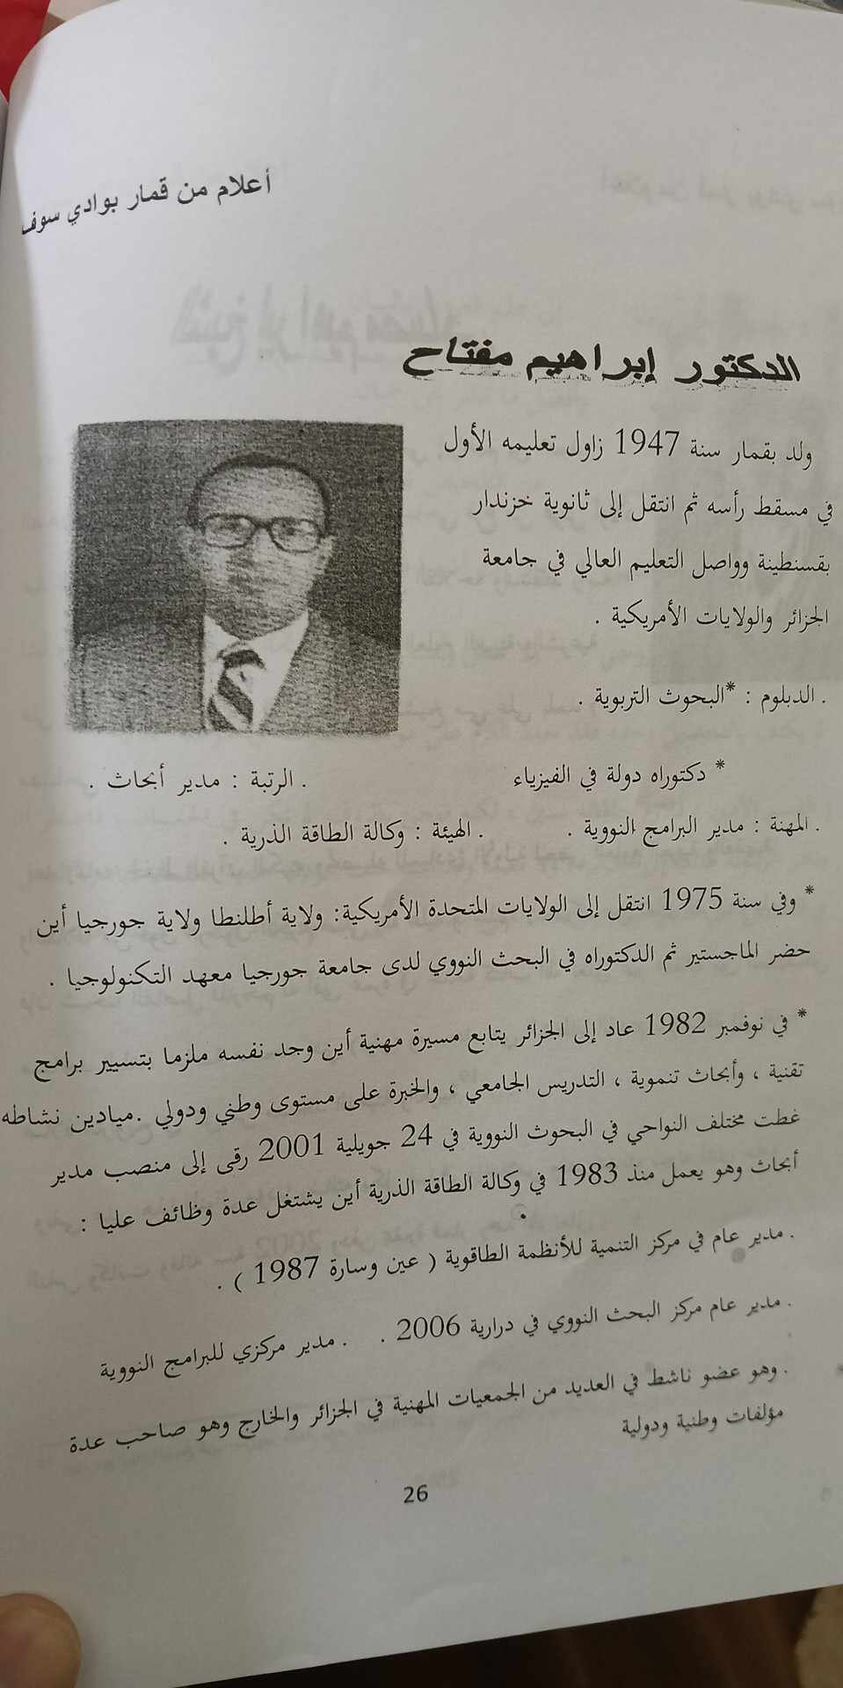 أعلام من قمار بوادي سوف
الدكتور إبراهيم مفتاح
ولد بقمار سنة 1947 زاول تعليمه الأول
في مسقط رأسه ثم انتقل إلى ثانوية خزندار
بقسنطينة وواصل التعليم العالي في جامعة
الجزائر والولايات الأمريكية .
. الدبلوم : *البحوث التربوية .
* دكتوراه دولة في الفيزياء . الرتبة : مدير أبحاث .
. المهنة : مدير البرامج النووية . . الهيئة : وكالة الطاقة الذرية .
* وفي سنة 1975 انتقل إلى الولايات المتحدة الأمريكية: ولاية أطلنطا ولاية جورجيا أين
حضر الماجستير ثم الدكتوراه في البحث النووي لدى جامعة جورجيا معهد التكنولوجيا .
* في نوفمبر 1982 عاد إلى الجزائر يتابع مسيرة مهنية أين وجد نفسه ملزما بتسيير برامج
تقنية ، وأبحاث تنموية ، التدريس الجامعي ، والخبرة على مستوى وطني ودولي .ميادين نشاطه
غطت مختلف النواحي في البحوث النووية في 24 جويلية 2001 رقى إلى منصب مدير
أبحاث وهو يعمل منذ 1983 في وكالة الطاقة الذرية أين يشتغل عدة وظائف عليا :
. مدير عام في مركز التنمية للأنظمة الطاقوية ( عين وسارة 1987 ) .
. مدير عام مركز البحث النووي في درارية 2006 . . مدير مركزي للبرامج النووية
. وهو عضو ناشط في العديد من الجمعيات المهنية في الجزائر والخارج وهو صاحب عدة
مؤلفات وطنية ودولية
26